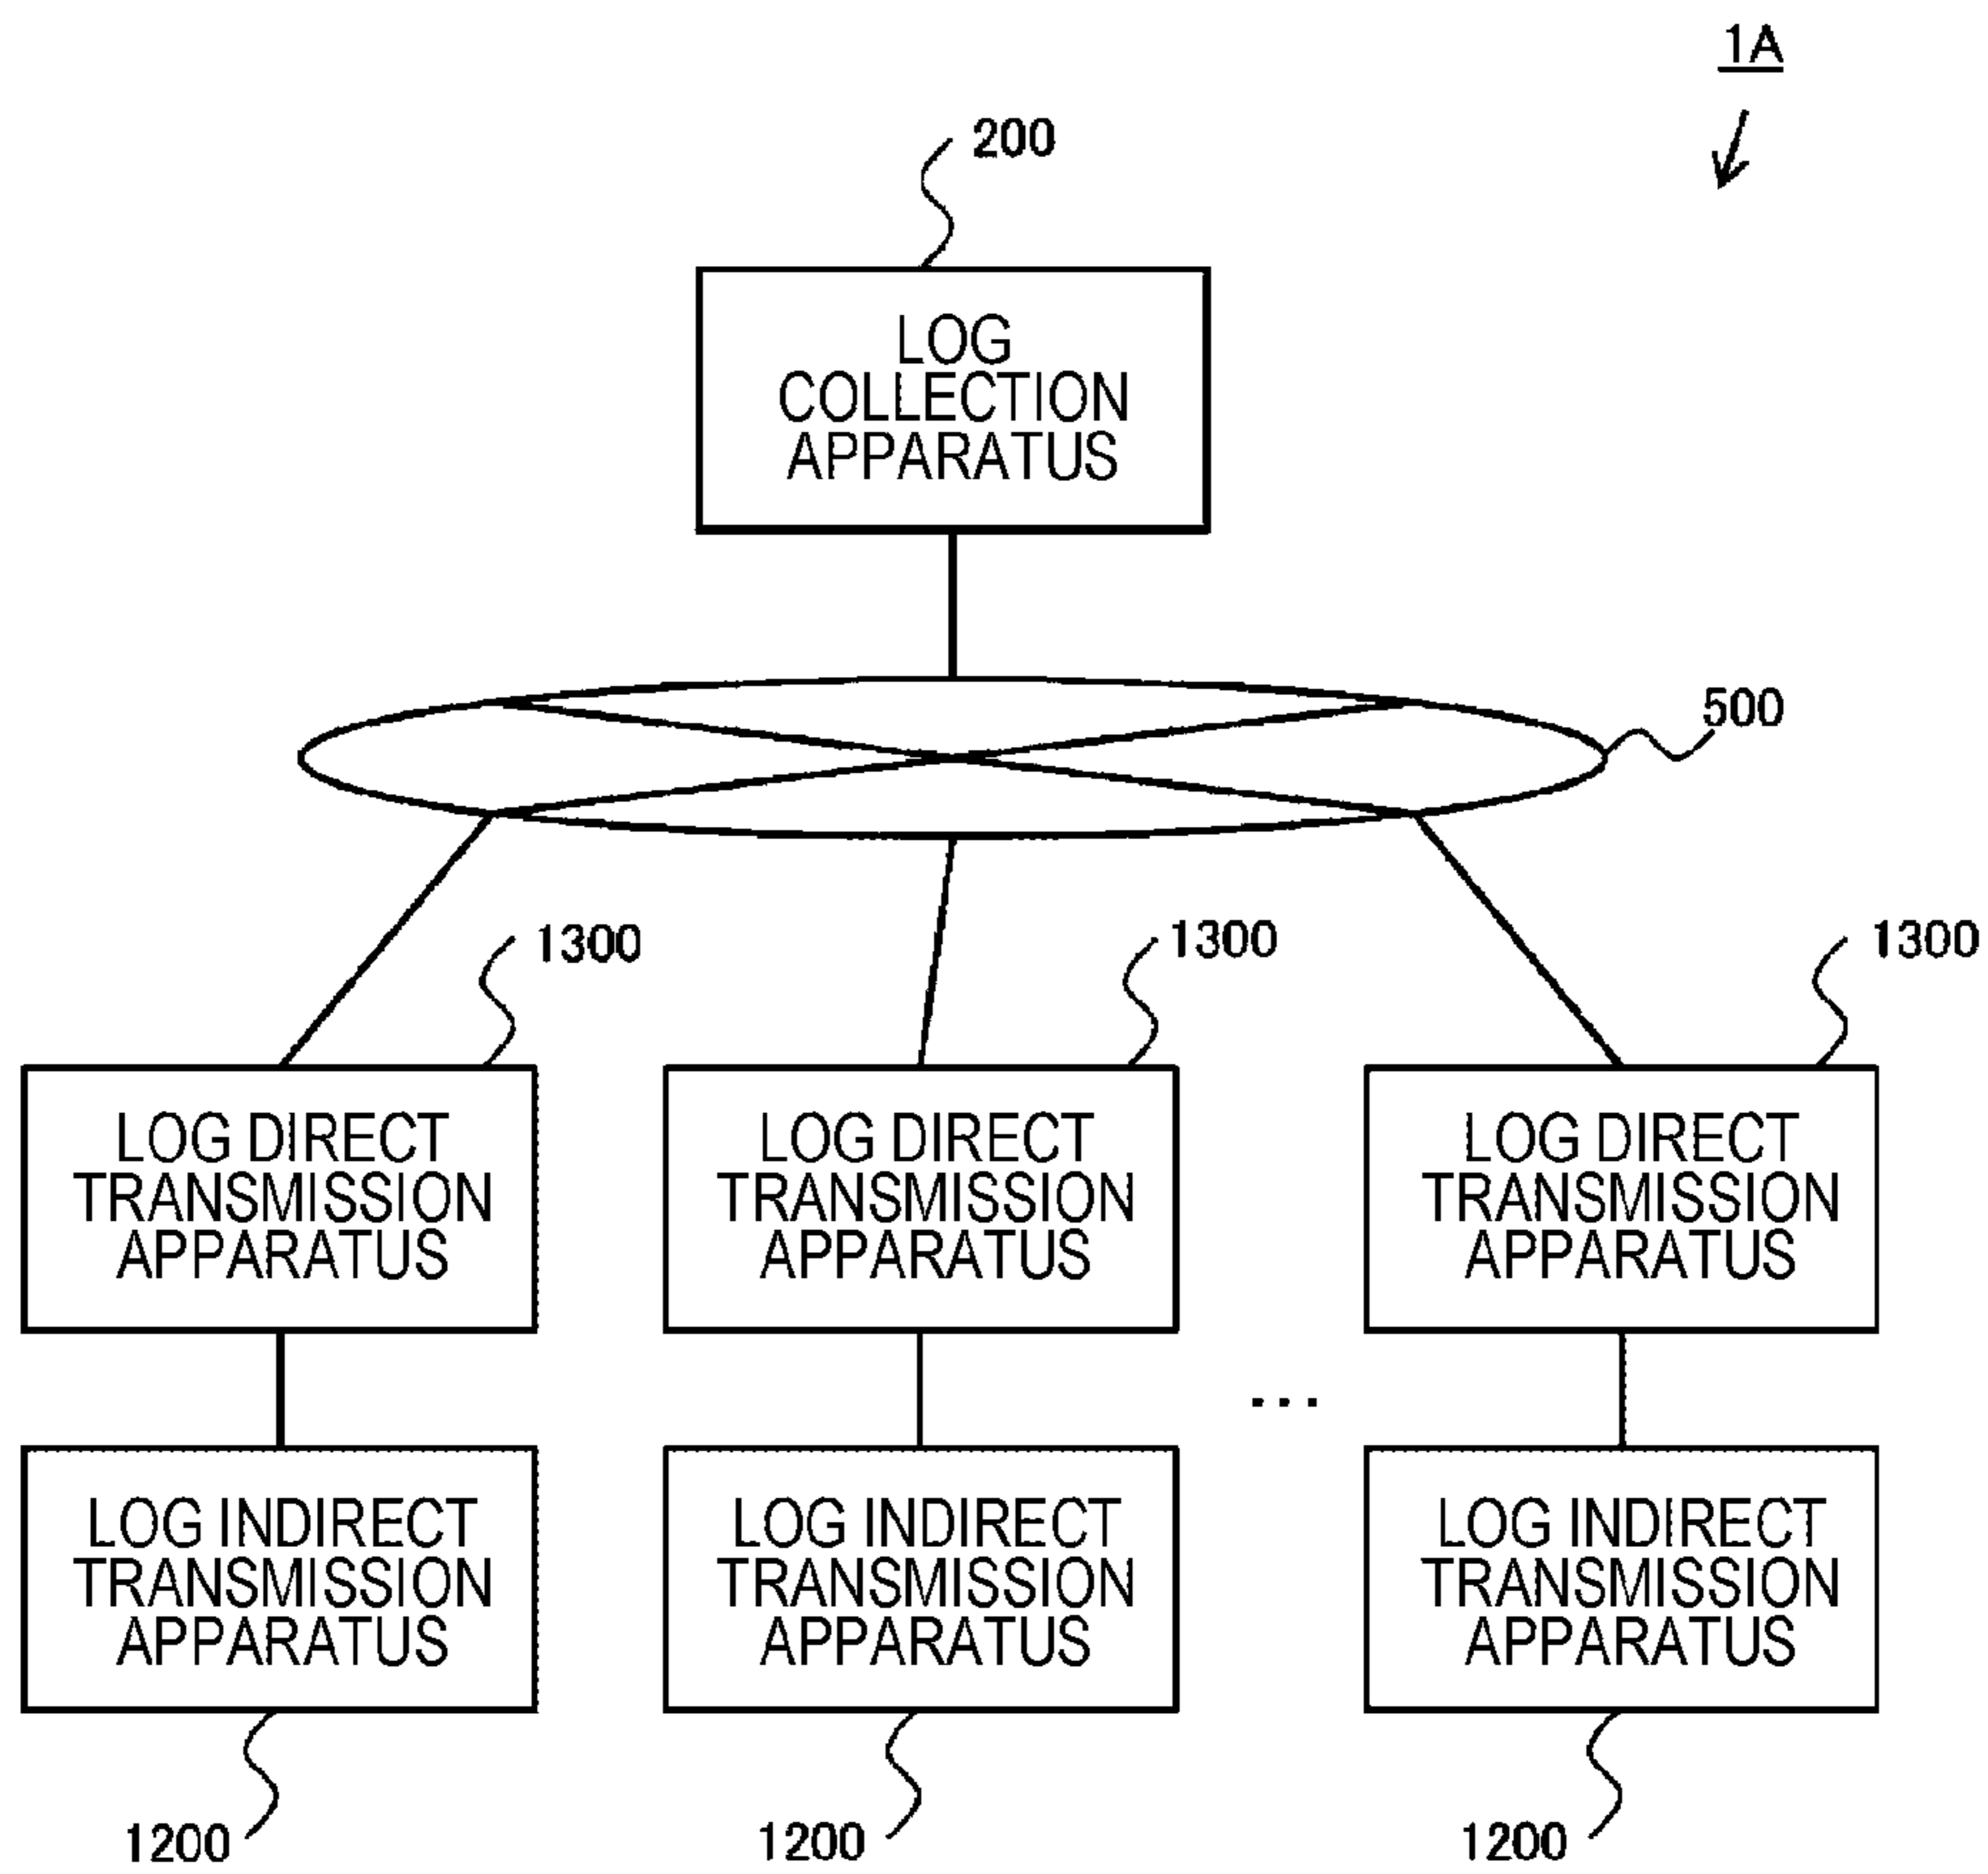 1A
200
LOG
COLLECTION
APPARATUS
500
1300
1300
1300
LOG DIRECT
TRANSMISSION
APPARATUS
LOG DIRECT
TRANSMISSION
APPARATUS
LOG DIRECT
TRANSMISSION
APPARATUS
...
LOG INDIRECT
TRANSMISSION
APPARATUS
LOG INDIRECT
TRANSMISSION
APPARATUS
LOG INDIRECT
TRANSMISSION
APPARATUS
1200
1200
1200